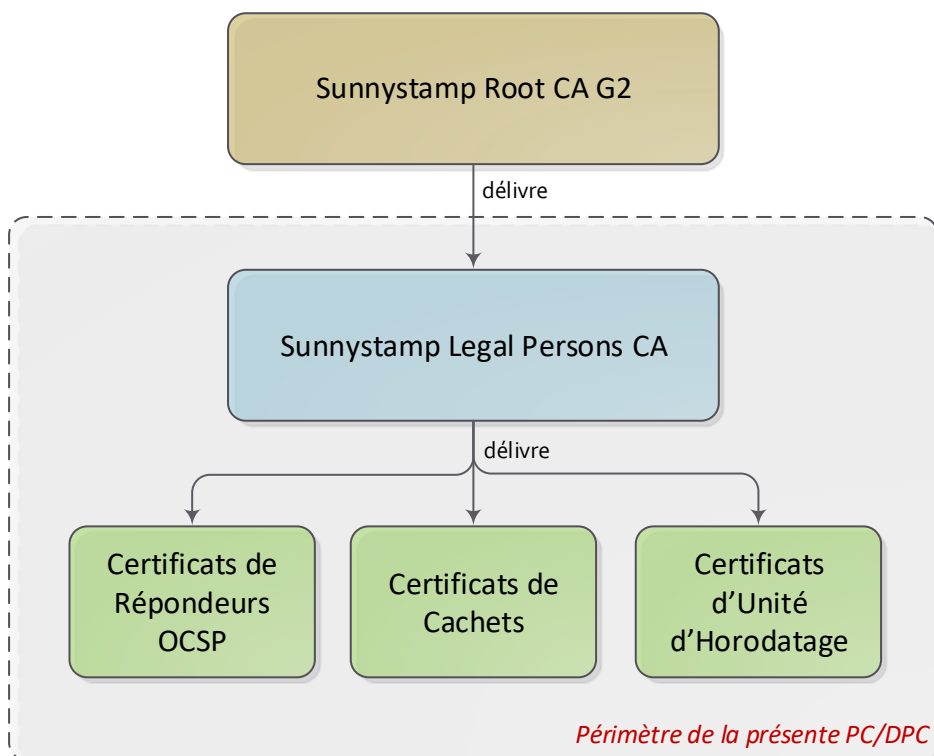 Sunnystamp Root CA G2
délivre
Sunnystamp Legal Persons CA
délivre
Certificats de
Répondeurs
OCSP
Certificats de
Cachets
Certificats
d’Unité
d’Horodatage
Périmètre de la présente PC/DPC